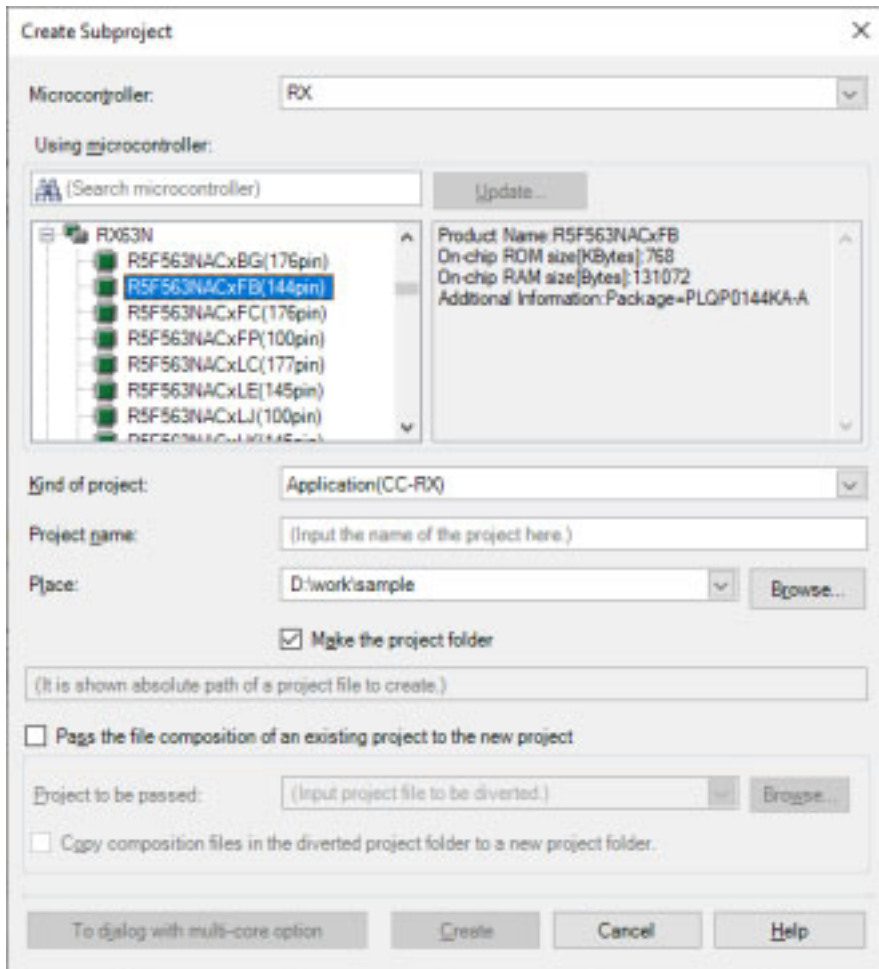 Create Subproject
Microcontroller: RX
Using microcontroller:
(Search microcontroller) Update...
RX63N
R5F563NACxBG(176pin)
R5F563NACxFB(144pin)
R5F563NACxFC(176pin)
R5F563NACxFP(100pin)
R5F563NACxLC(177pin)
R5F563NACxLE(145pin)
R5F563NACxLJ(100pin)
Product Name:R5F563NACxFB
On-chip ROM size[KBytes]:768
On-chip RAM size[Bytes]:131072
Additional Information:Package=PLQP0144KA-A
Kind of project: Application(CC-RX)
Project name: (Input the name of the project here.)
Place: D:\work\sample Browse...
Make the project folder
(It is shown absolute path of a project file to create.)
Pass the file composition of an existing project to the new project
Project to be passed: (Input project file to be diverted.) Browse...
Copy composition files in the diverted project folder to a new project folder.
To dialog with multi-core option Create Cancel Help